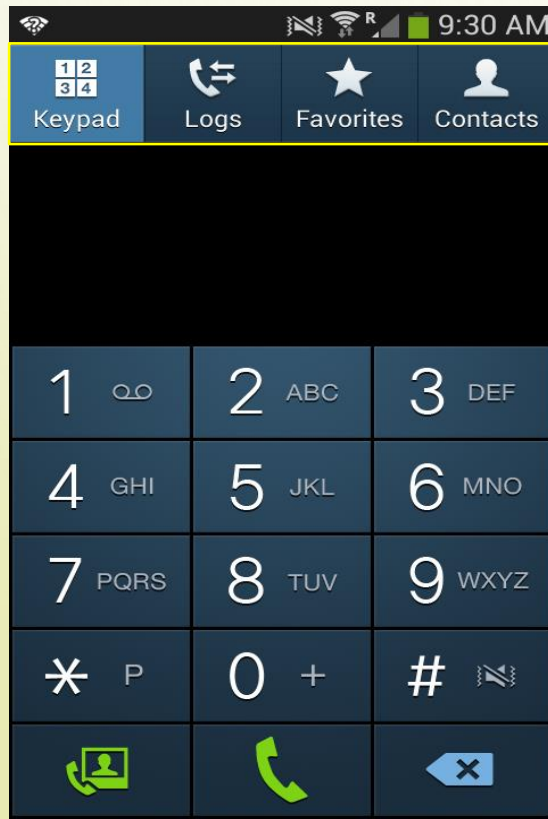 R 9:30 AM
1 2
3 4
Keypad Logs Favorites Contacts
1 2 ABC 3 DEF
4 GHI 5 JKL 6 MNO
7 PQRS 8 TUV 9 WXYZ
* P 0 + #